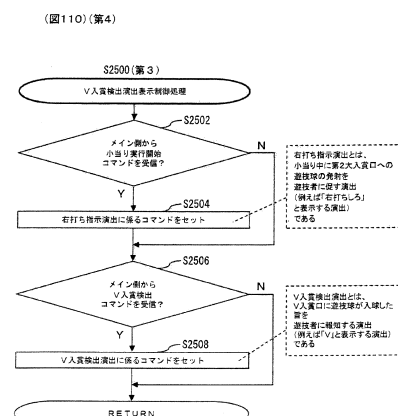 (図110)(第4)
S2500(第3)
V入賞検出演出表示制御処理
S2502
メイン側から
小当り実行開始
コマンドを受信?
N
Y
右打ち指示演出とは、
小当り中に第2大入賞口への
遊技球の発射を
遊技者に促す演出
(例えば「右打ちしろ」
と表示する演出)
である
S2504
右打ち指示演出に係るコマンドをセット
S2506
メイン側から
V入賞検出
コマンドを受信?
N
Y
V入賞検出演出とは、
V入賞口に遊技球が入球した
旨を
遊技者に報知する演出
(例えば「V」と表示する演出)
である
S2508
V入賞検出演出に係るコマンドをセット
RETURN